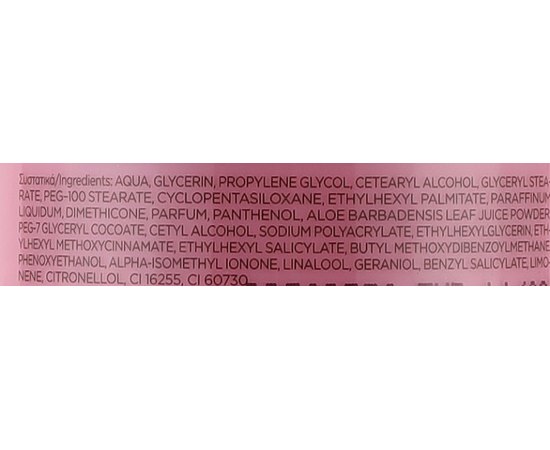 Συστατικά/Ingredients: AQUA, GLYCERIN, PROPYLENE GLYCOL, CETEARYL ALCOHOL, GLYCERYL STEA-
RATE, PEG-100 STEARATE, CYCLOPENTASILOXANE, ETHYLHEXYL PALMITATE, PARAFFINUM
LIQUIDUM, DIMETHICONE, PARFUM, PANTHENOL, ALOE BARBADENSIS LEAF JUICE POWDER,
PEG-7 GLYCERYL COCOATE, CETYL ALCOHOL, SODIUM POLYACRYLATE, ETHYLHEXYLGLYCERIN, ETH-
YLHEXYL METHOXYCINNAMATE, ETHYLHEXYL SALICYLATE, BUTYL METHOXYDIBENZOYLMETHANE,
PHENOXYETHANOL, ALPHA-ISOMETHYL IONONE, LINALOOL, GERANIOL, BENZYL SALICYLATE, LIMO-
NENE, CITRONELLOL, CI 16255, CI 60730